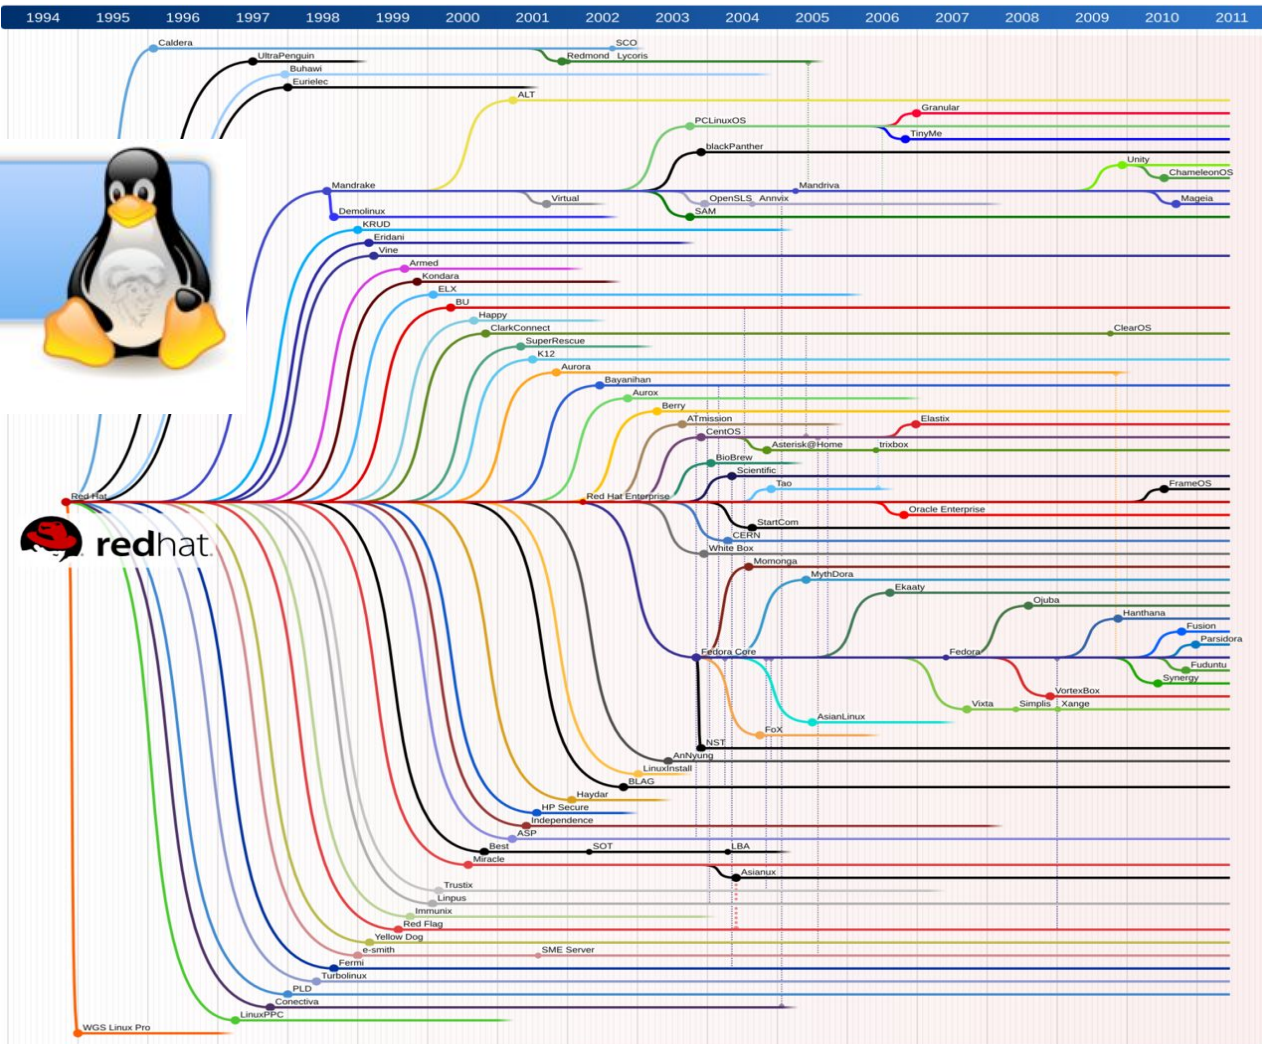 1994 1995 1996 1997 1998 1999 2000 2001 2002 2003 2004 2005 2006 2007 2008 2009 2010 2011
Caldera SCO
UltraPenguin Redmond Lycoris
Buhawi
Eurielec
ALT
Granular
PCLinuxOS
TinyMe
blackPanther
Unity
ChameleonOS
Mandrake Mandriva
Virtual OpenSLS Annvix Mageia
Demolinux SAM
KRUD
Eridani
Vine
Armed
Kondara
ELX
BU
Happy
ClarkConnect ClearOS
SuperRescue
K12
Aurora
Bayanihan
Aurox
Berry
ATmission Elastix
CentOS
Asterisk@Home trixbox
BioBrew
Scientific
Tao FrameOS
Red Hat Red Hat Enterprise
Oracle Enterprise
StartCom
redhat.
CERN
White Box
Momonga
MythDora
Ekaaty
Ojuba
Hanthana
Fusion
Parsidora
Fedora Core Fedora
Fuduntu
Synergy
VortexBox
Vixta Simplis Xange
AsianLinux
FoX
NST
AnNyung
LinuxInstall
BLAG
Haydar
HP Secure
Independence
ASP
Best SOT LBA
Miracle
Asianux
Trustix
Linpus
Immunix
Red Flag
Yellow Dog
e-smith SME Server
Fermi
Turbolinux
PLD
Conectiva
LinuxPPC
WGS Linux Pro